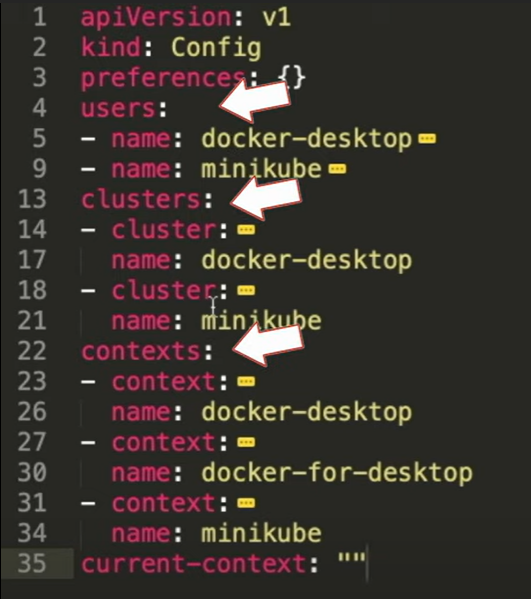 1 apiVersion: v1
2 kind: Config
3 preferences: {}
4 users:
5 - name: docker-desktop
9 - name: minikube
13 clusters:
14 - cluster:
17 name: docker-desktop
18 - cluster:
21 name: minikube
22 contexts:
23 - context:
26 name: docker-desktop
27 - context:
30 name: docker-for-desktop
31 - context:
34 name: minikube
35 current-context: ""